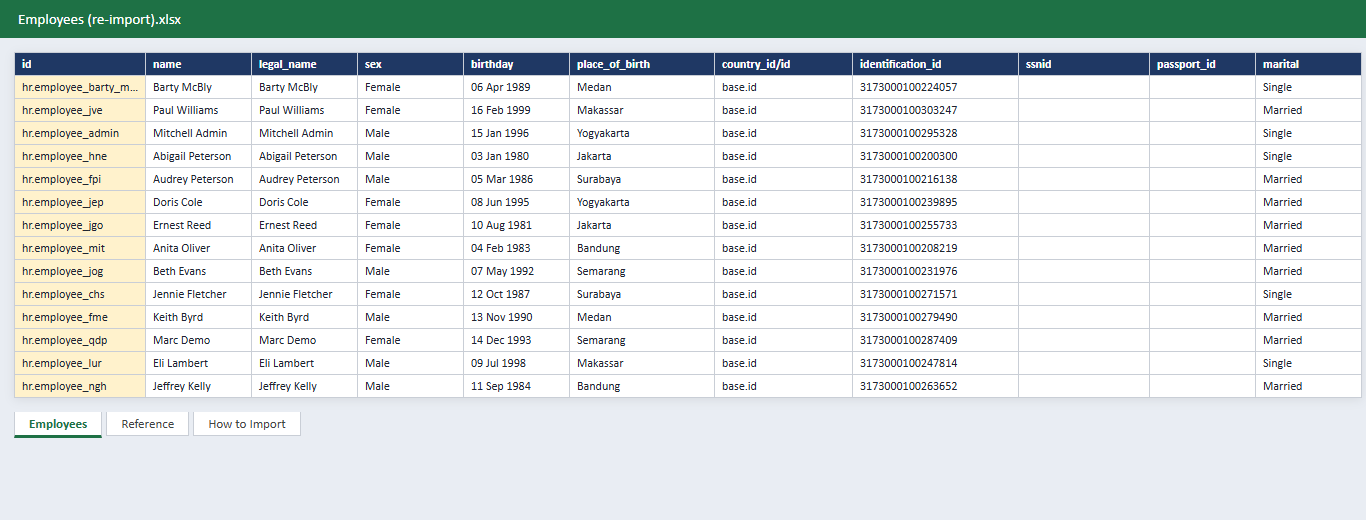 Employees (re-import).xlsx
id name legal_name sex birthday place_of_birth country_id/id identification_id ssnid passport_id marital
hr.employee_barty_m... Barty McBly Barty McBly Female 06 Apr 1989 Medan base.id 3173000100224057 Single
hr.employee_jve Paul Williams Paul Williams Female 16 Feb 1999 Makassar base.id 3173000100303247 Married
hr.employee_admin Mitchell Admin Mitchell Admin Male 15 Jan 1996 Yogyakarta base.id 3173000100295328 Single
hr.employee_hne Abigail Peterson Abigail Peterson Male 03 Jan 1980 Jakarta base.id 3173000100200300 Single
hr.employee_fpi Audrey Peterson Audrey Peterson Male 05 Mar 1986 Surabaya base.id 3173000100216138 Married
hr.employee_jep Doris Cole Doris Cole Female 08 Jun 1995 Yogyakarta base.id 3173000100239895 Married
hr.employee_jgo Ernest Reed Ernest Reed Female 10 Aug 1981 Jakarta base.id 3173000100255733 Married
hr.employee_mit Anita Oliver Anita Oliver Female 04 Feb 1983 Bandung base.id 3173000100208219 Married
hr.employee_jog Beth Evans Beth Evans Male 07 May 1992 Semarang base.id 3173000100231976 Married
hr.employee_chs Jennie Fletcher Jennie Fletcher Female 12 Oct 1987 Surabaya base.id 3173000100271571 Single
hr.employee_fme Keith Byrd Keith Byrd Male 13 Nov 1990 Medan base.id 3173000100279490 Married
hr.employee_qdp Marc Demo Marc Demo Female 14 Dec 1993 Semarang base.id 3173000100287409 Married
hr.employee_lur Eli Lambert Eli Lambert Male 09 Jul 1998 Makassar base.id 3173000100247814 Single
hr.employee_ngh Jeffrey Kelly Jeffrey Kelly Male 11 Sep 1984 Bandung base.id 3173000100263652 Married
Employees Reference How to Import